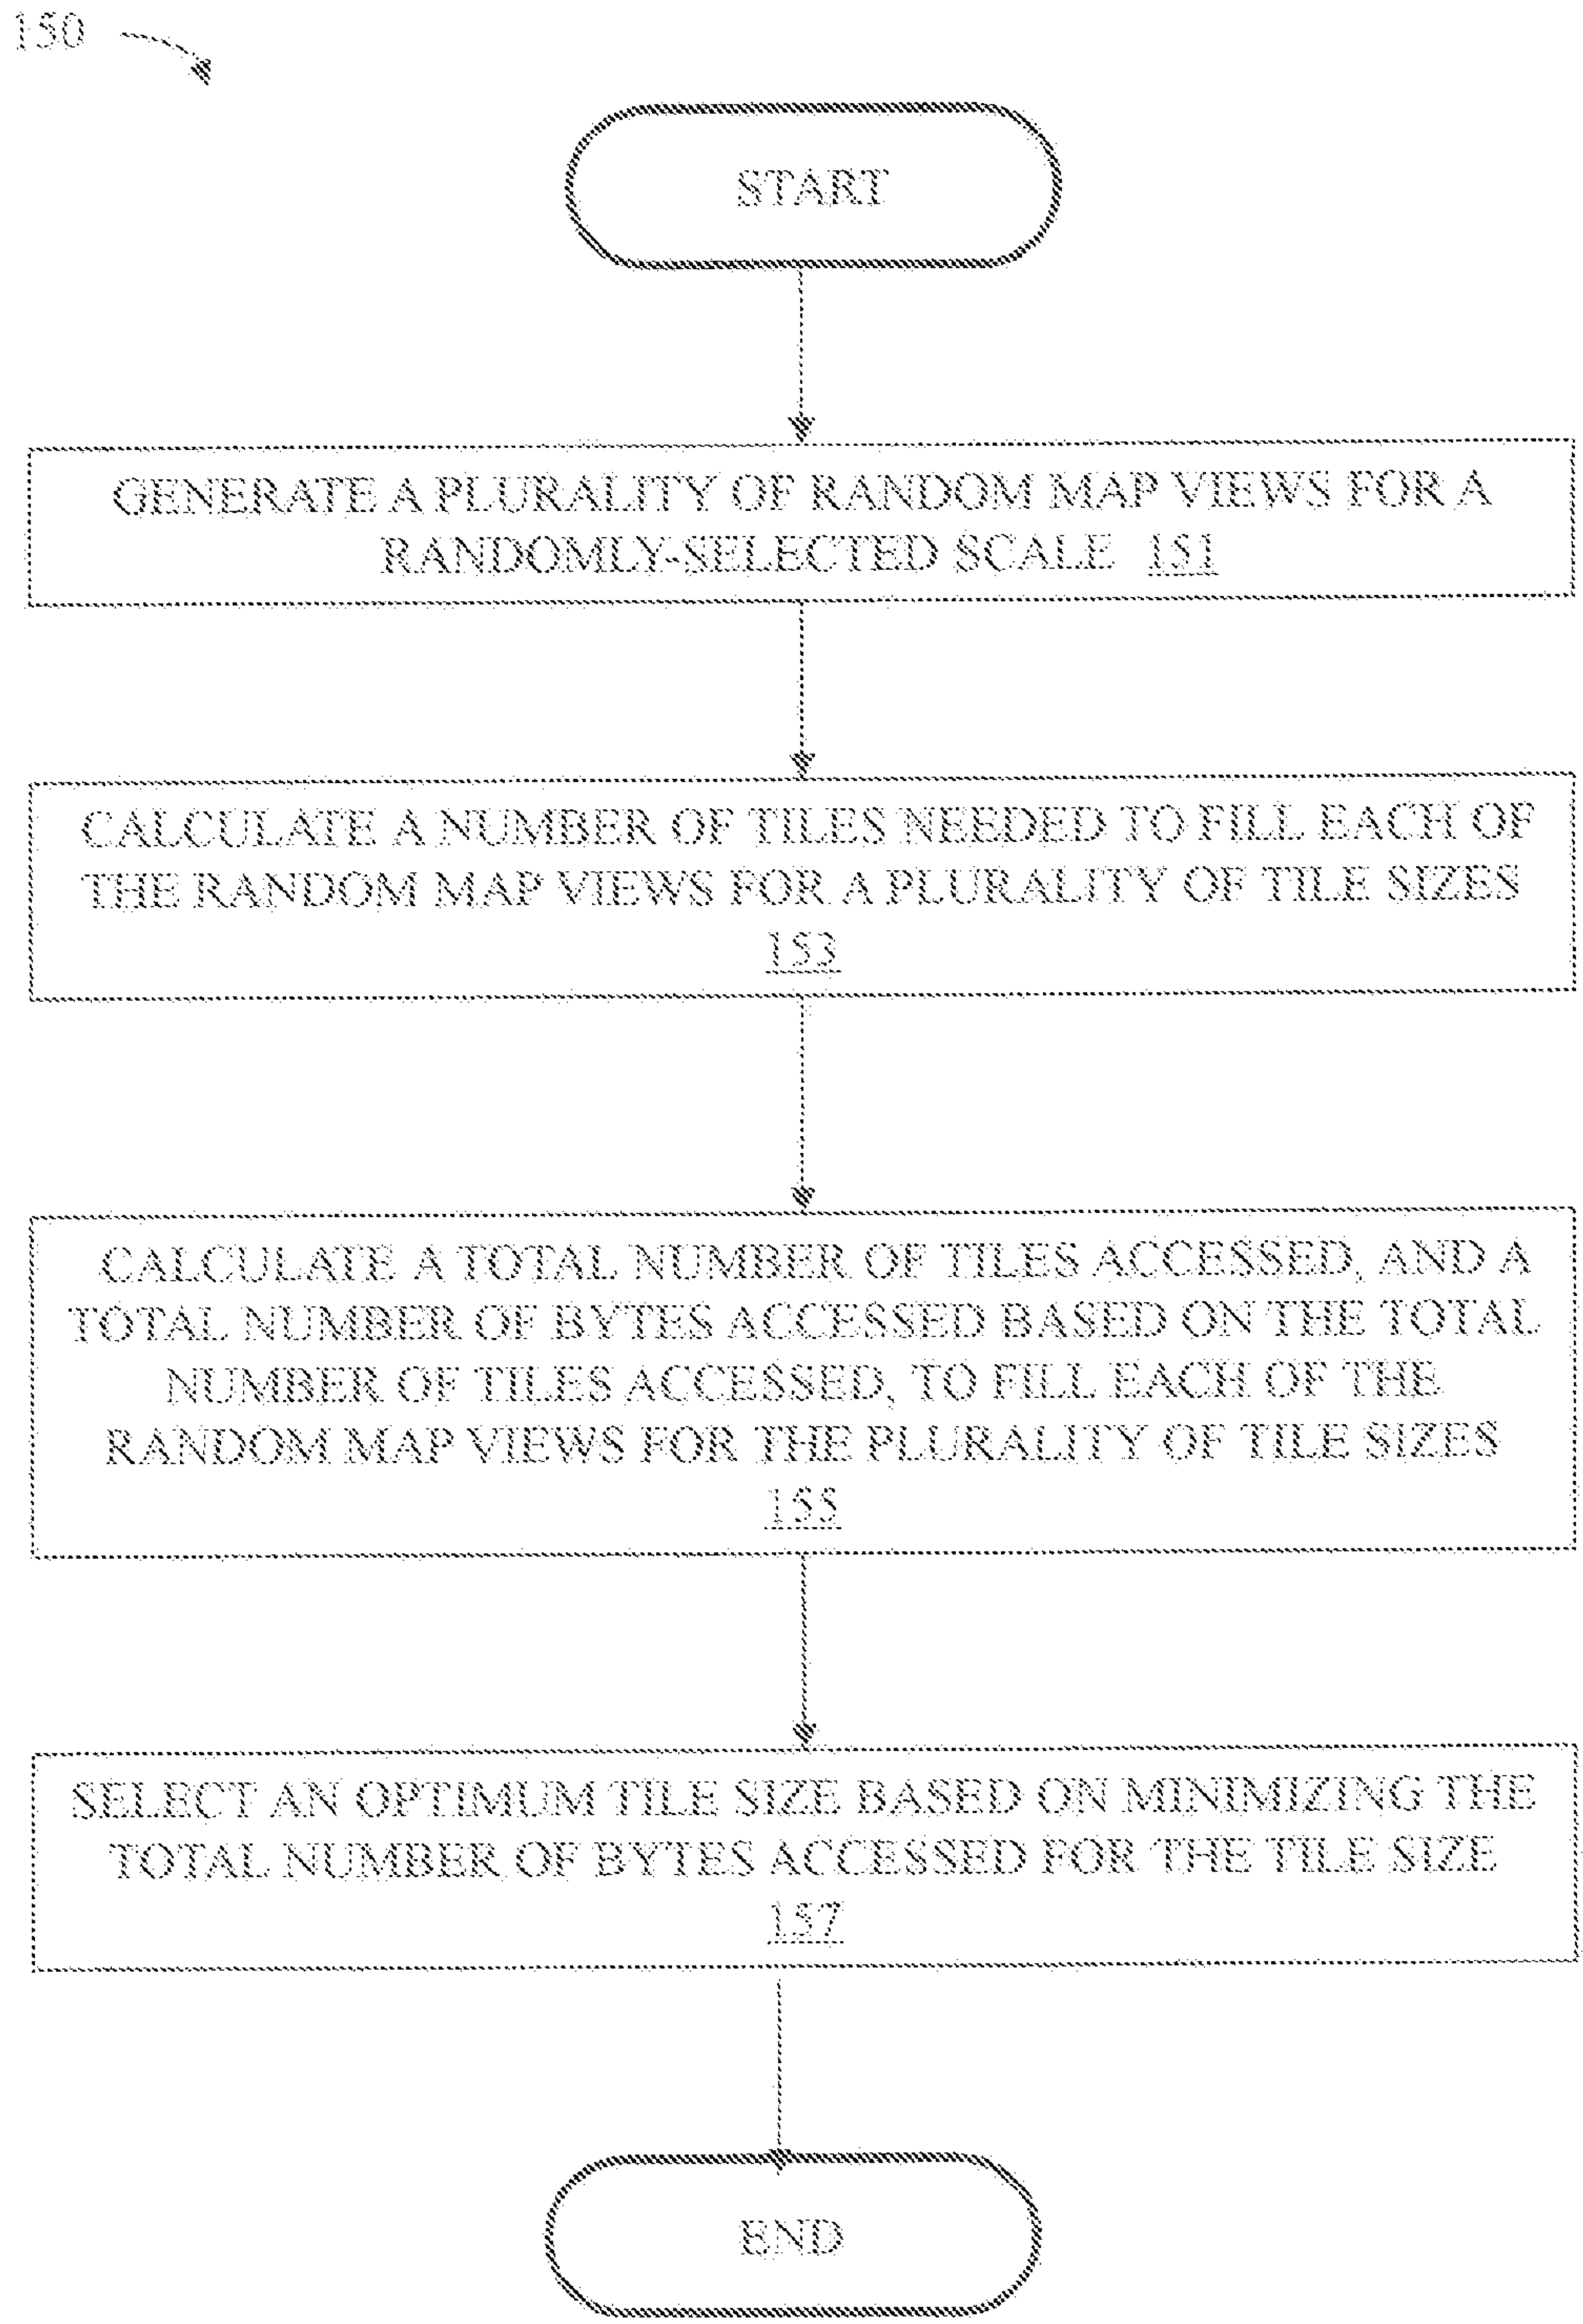 150
START
GENERATE A PLURALITY OF RANDOM MAP VIEWS FOR A
RANDOMLY-SELECTED SCALE 151
CALCULATE A NUMBER OF TILES NEEDED TO FILL EACH OF
THE RANDOM MAP VIEWS FOR A PLURALITY OF TILE SIZES
153
CALCULATE A TOTAL NUMBER OF TILES ACCESSED, AND A
TOTAL NUMBER OF BYTES ACCESSED BASED ON THE TOTAL
NUMBER OF TILES ACCESSED, TO FILL EACH OF THE
RANDOM MAP VIEWS FOR THE PLURALITY OF TILE SIZES
155
SELECT AN OPTIMUM TILE SIZE BASED ON MINIMIZING THE
TOTAL NUMBER OF BYTES ACCESSED FOR THE TILE SIZE
157
END